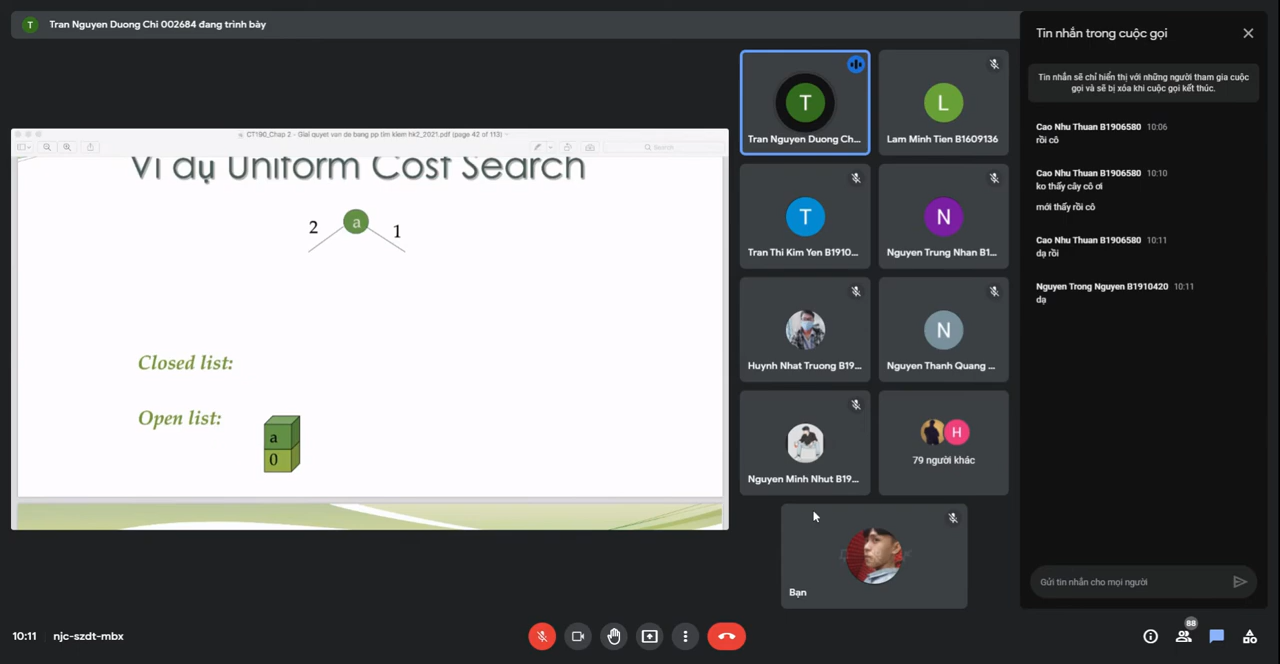 T
Tran Nguyen Duong Chi 002684 đang trình bày
CT190_Chap 2 - Giai quyet van de bang pp tim kiem hk2_2021.pdf (page 42 of 113)
Search
Ví dụ Uniform Cost Search
2
a
1
Closed list:
Open list:
a
0
T
Tran Nguyen Duong Ch...
L
Lam Minh Tien B1609136
T
Tran Thi Kim Yen B1910...
N
Nguyen Trung Nhan B1...
Huynh Nhat Truong B19...
N
Nguyen Thanh Quang ...
Nguyen Minh Nhut B19...
H
79 người khác
Bạn
Tin nhắn trong cuộc gọi
Tin nhắn sẽ chỉ hiển thị với những người tham gia cuộc
gọi và sẽ bị xóa khi cuộc gọi kết thúc.
Cao Nhu Thuan B1906580 10:06
rồi cô
Cao Nhu Thuan B1906580 10:10
ko thấy cây cô ơi
mới thấy rồi cô
Cao Nhu Thuan B1906580 10:11
dạ rồi
Nguyen Trong Nguyen B1910420 10:11
dạ
Gửi tin nhắn cho mọi người
10:11
njc-szdt-mbx
88